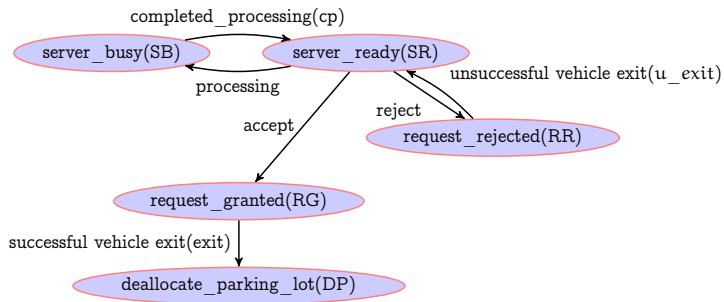 completed_processing(cp)
server_busy(SB)
server_ready(SR)
unsuccessful vehicle exit(u_exit)
processing
reject
accept
request_rejected(RR)
request_granted(RG)
successful vehicle exit(exit)
deallocate_parking_lot(DP)